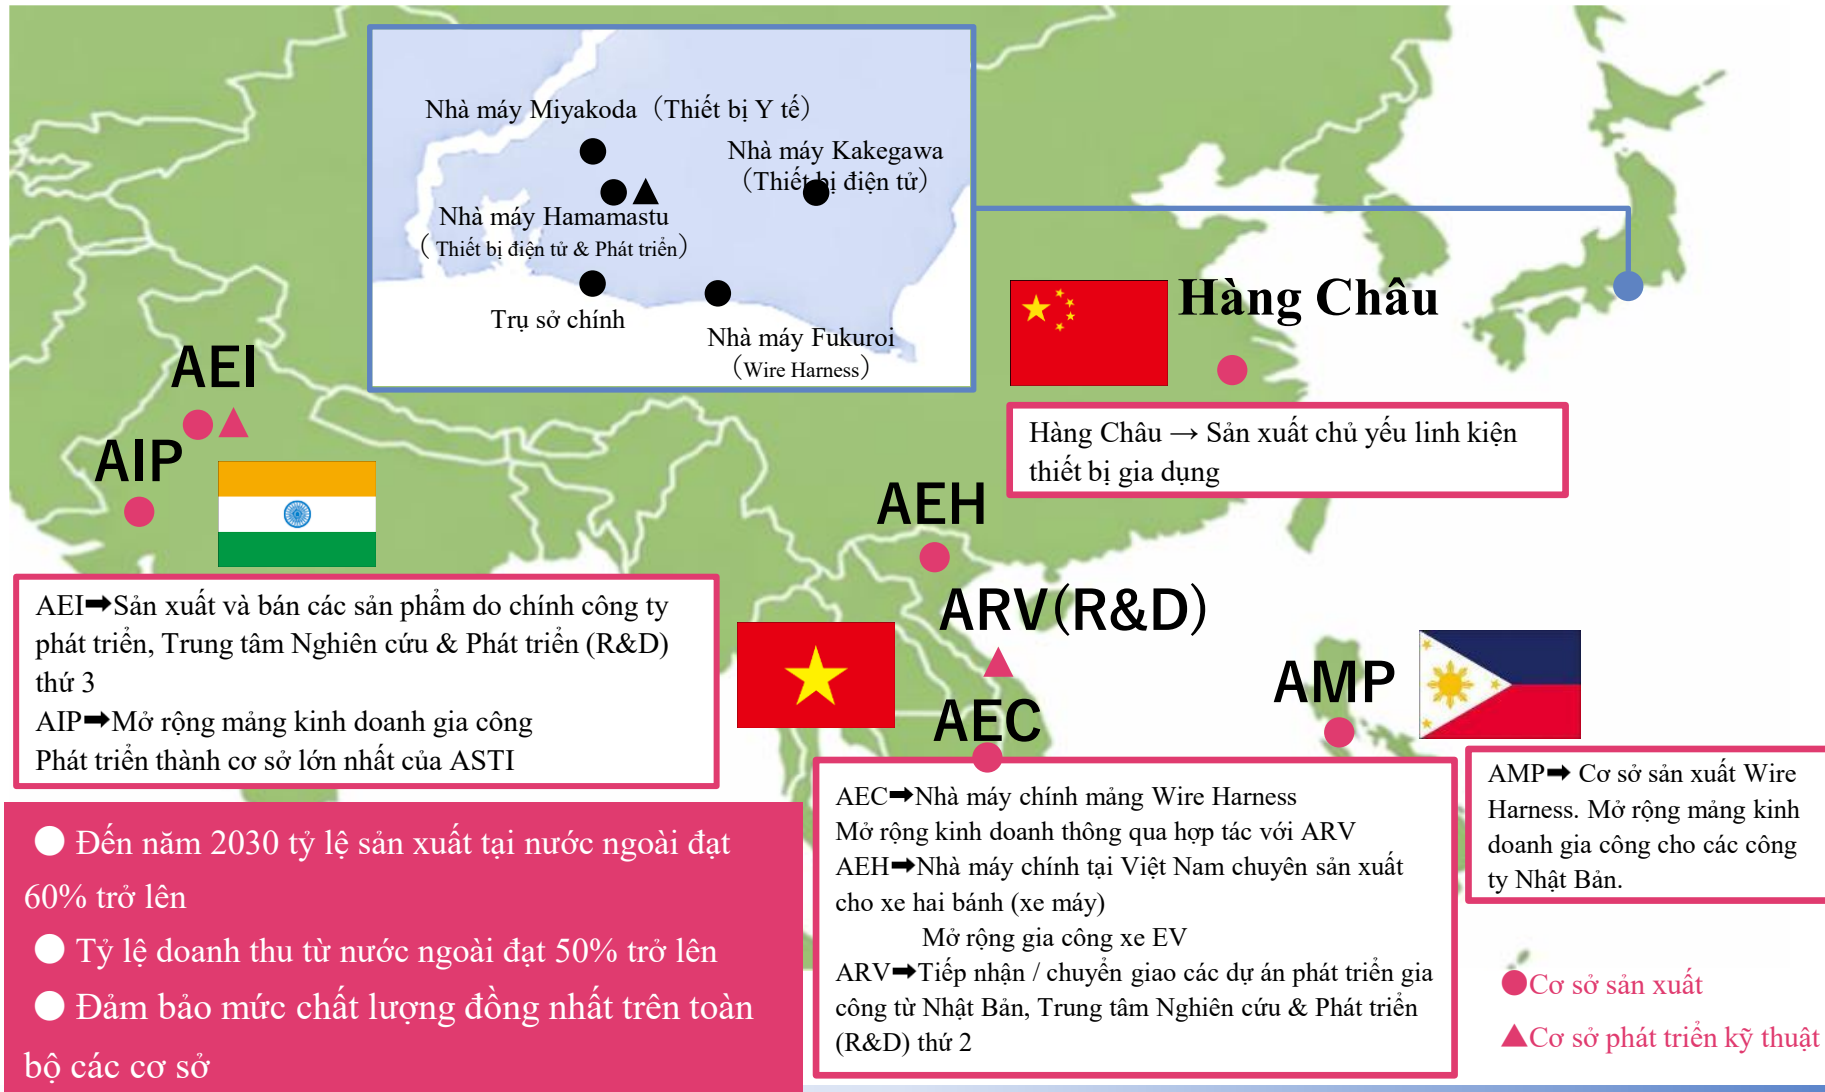 Nhà máy Miyakoda（Thiết bị Y tế）
Nhà máy Kakegawa
（Thiết bị điện tử）
Nhà máy Hamamastu
（Thiết bị điện tử & Phát triển）
Trụ sở chính
Nhà máy Fukuroi
（Wire Harness）
Hàng Châu
Hàng Châu → Sản xuất chủ yếu linh kiện
thiết bị gia dụng
AEI
AIP
AEI➡Sản xuất và bán các sản phẩm do chính công ty
phát triển, Trung tâm Nghiên cứu & Phát triển (R&D)
thứ 3
AIP➡Mở rộng mảng kinh doanh gia công
Phát triển thành cơ sở lớn nhất của ASTI
AEH
ARV(R&D)
AEC
AMP
AEC➡Nhà máy chính mảng Wire Harness
Mở rộng kinh doanh thông qua hợp tác với ARV
AEH➡Nhà máy chính tại Việt Nam chuyên sản xuất
cho xe hai bánh (xe máy)
Mở rộng gia công xe EV
ARV➡Tiếp nhận / chuyển giao các dự án phát triển gia
công từ Nhật Bản, Trung tâm Nghiên cứu & Phát triển
(R&D) thứ 2
AMP➡ Cơ sở sản xuất Wire
Harness. Mở rộng mảng kinh
doanh gia công cho các công
ty Nhật Bản.
● Đến năm 2030 tỷ lệ sản xuất tại nước ngoài đạt
60% trở lên
● Tỷ lệ doanh thu từ nước ngoài đạt 50% trở lên
● Đảm bảo mức chất lượng đồng nhất trên toàn
bộ các cơ sở
●Cơ sở sản xuất
▲Cơ sở phát triển kỹ thuật